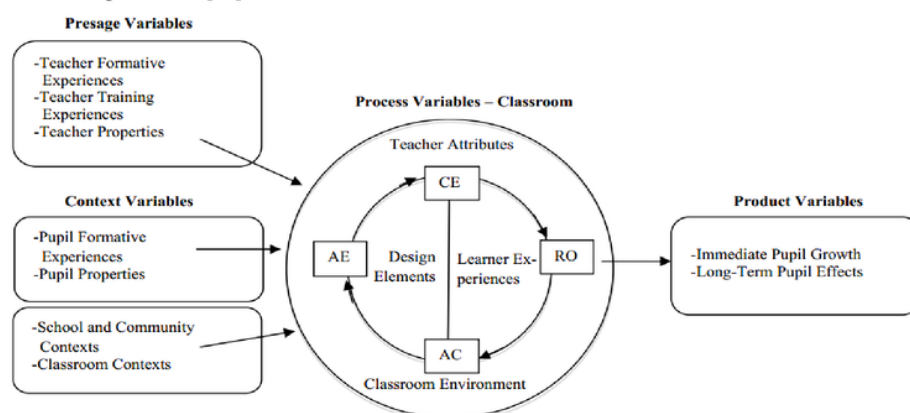 Presage Variables
-Teacher Formative
Experiences
-Teacher Training
Experiences
-Teacher Properties
Context Variables
-Pupil Formative
Experiences
-Pupil Properties
-School and Community
Contexts
-Classroom Contexts
Process Variables – Classroom
Teacher Attributes
CE
AE
Design
Elements
Learner Ex-
periences
RO
AC
Classroom Environment
Product Variables
-Immediate Pupil Growth
-Long-Term Pupil Effects